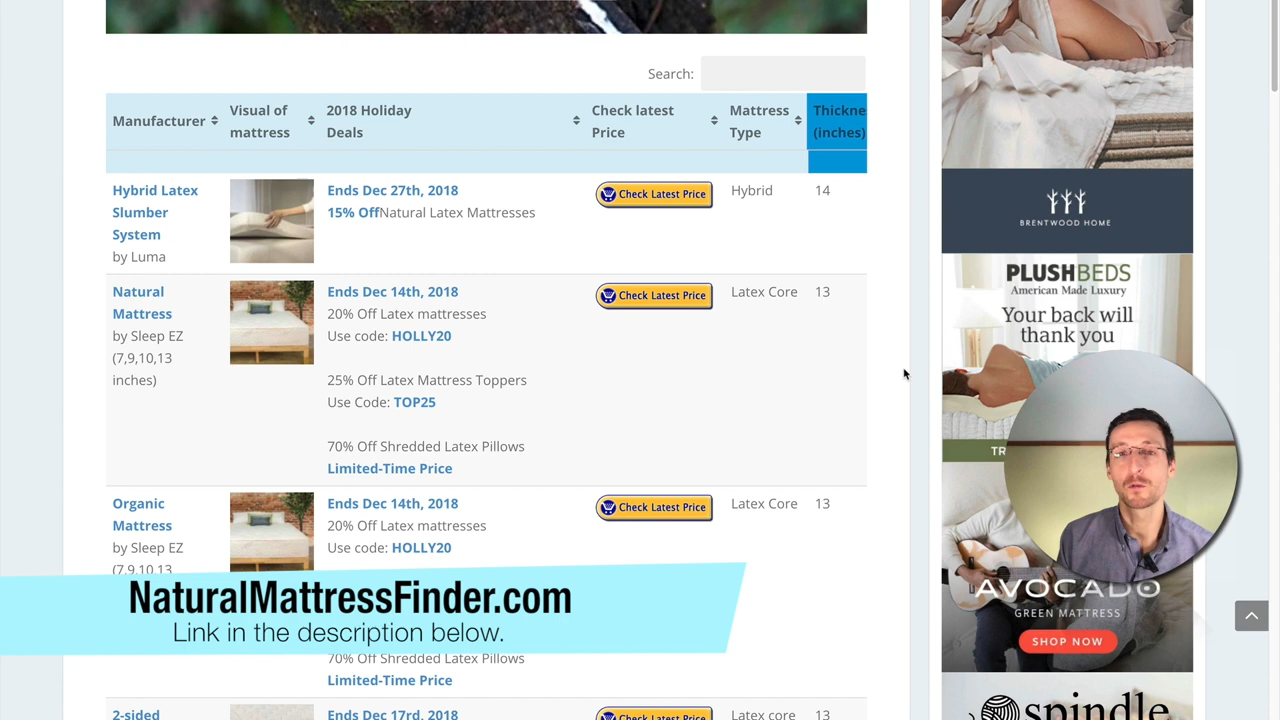 Search:
Manufacturer
Visual of
mattress
2018 Holiday
Deals
Check latest
Price
Mattress
Type
(inches)
Hybrid Latex
Slumber
System
by Luma
Ends Dec 27th, 2018
15% OffNatural Latex Mattresses
Check Latest Price
Hybrid
14
Natural
Mattress
by Sleep EZ
(7,9,10,13
inches)
Ends Dec 14th, 2018
20% Off Latex mattresses
Use code: HOLLY20
25% Off Latex Mattress Toppers
Use Code: TOP25
70% Off Shredded Latex Pillows
Limited-Time Price
Check Latest Price
Latex Core
13
Organic
Mattress
by Sleep EZ
(7,9,10,13
Ends Dec 14th, 2018
20% Off Latex mattresses
Use code: HOLLY20
Check Latest Price
Latex Core
13
NaturalMattressFinder.com
Link in the description below.
70% Off Shredded Latex Pillows
Limited-Time Price
2-sided
Ends Dec 17rd, 2018
Check Latest Price
Latex core
13
BRENTWOOD HOME
PLUSHBEDS
American Made Luxury
Your back will
thank you
AVOCADO
GREEN MATTRESS
SHOP NOW
spindle